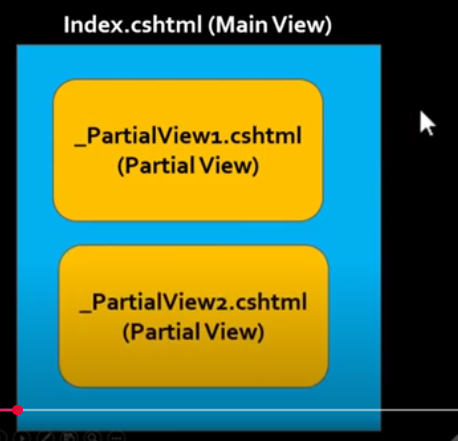 Index.cshtml (Main View)
_PartialView1.cshtml
(Partial View)
_PartialView2.cshtml
(Partial View)